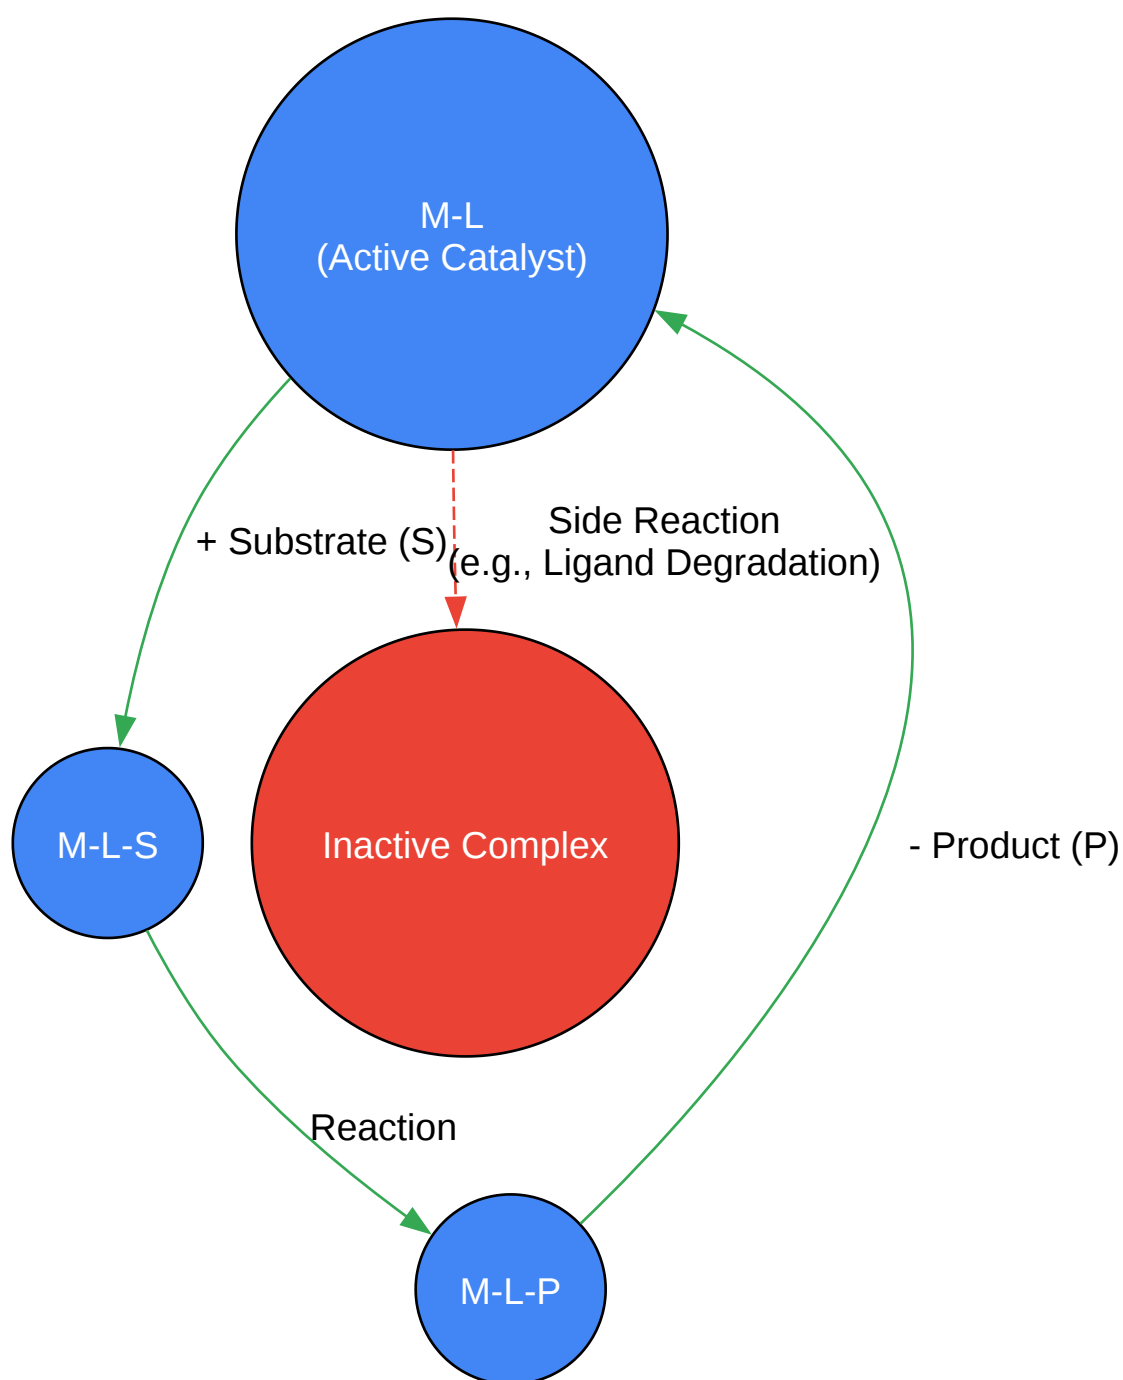 M-L
(Active Catalyst)
+ Substrate (S)
Side Reaction
(e.g., Ligand Degradation)
M-L-S
Inactive Complex
- Product (P)
Reaction
M-L-P